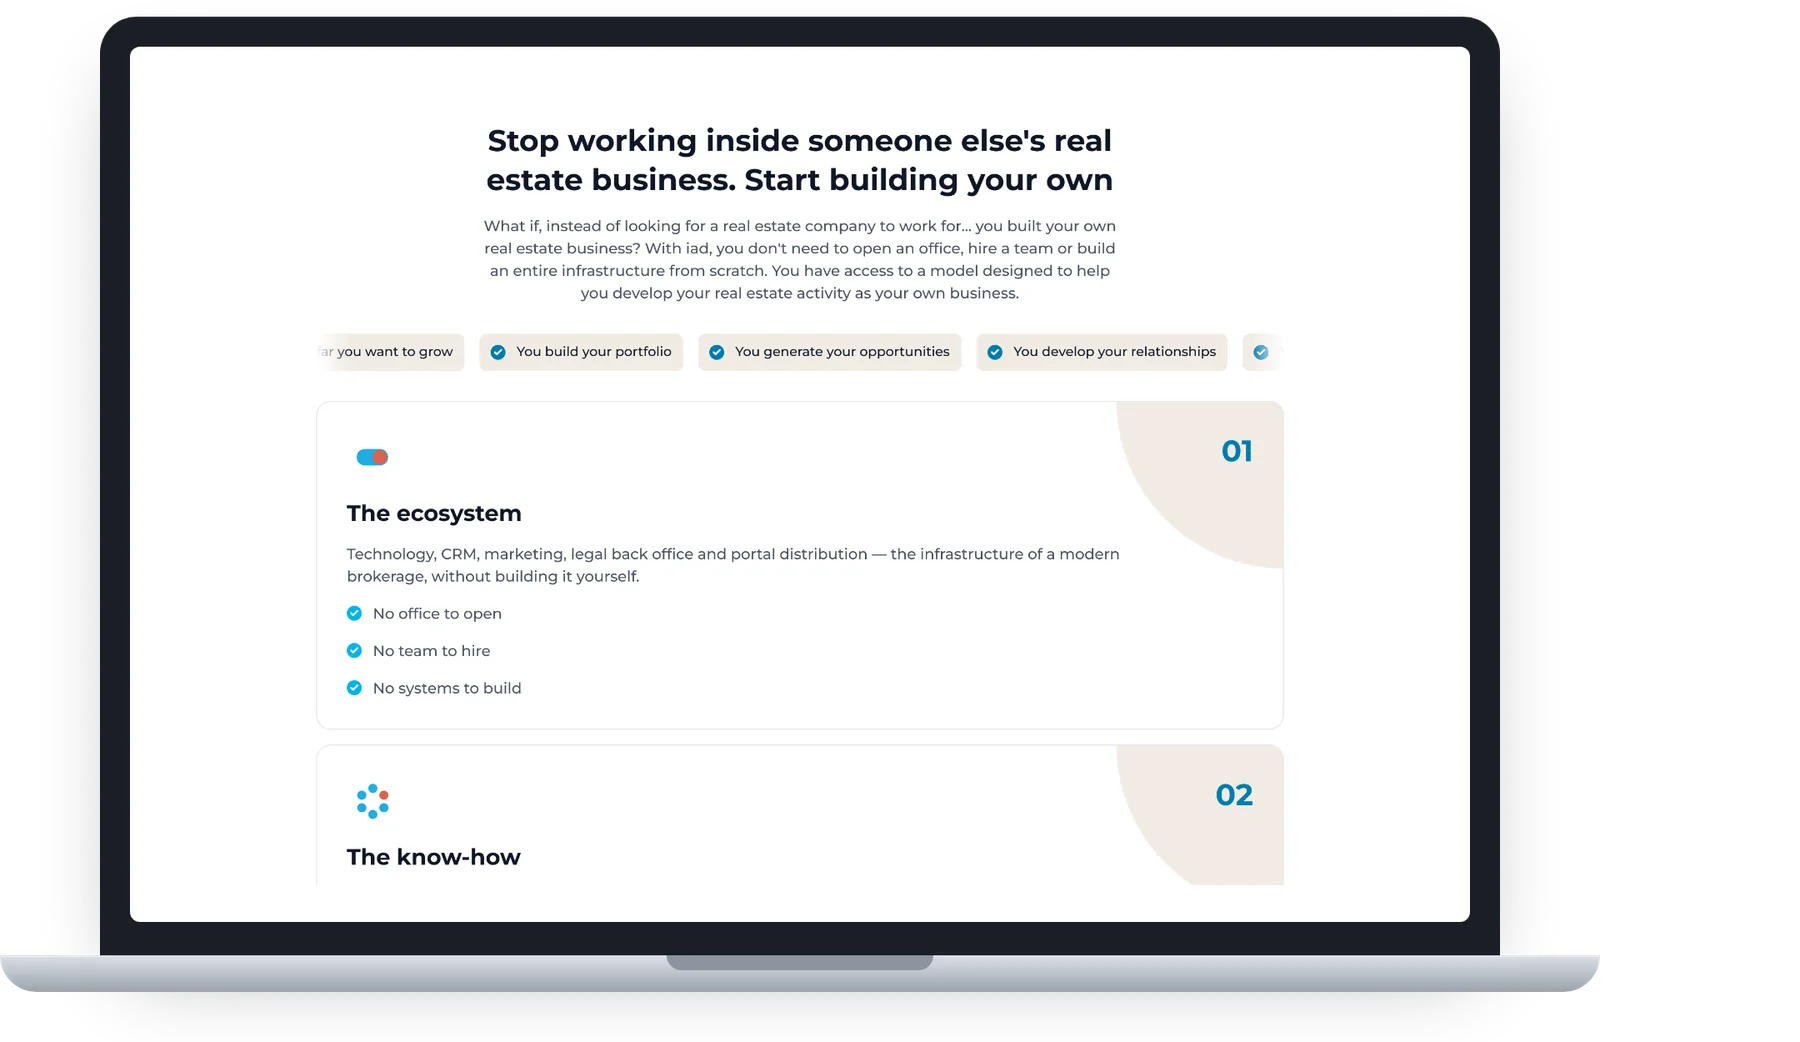 Stop working inside someone else's real
estate business. Start building your own
What if, instead of looking for a real estate company to work for... you built your own
real estate business? With iad, you don't need to open an office, hire a team or build
an entire infrastructure from scratch. You have access to a model designed to help
you develop your real estate activity as your own business.
far you want to grow
You build your portfolio
You generate your opportunities
You develop your relationships
01
The ecosystem
Technology, CRM, marketing, legal back office and portal distribution — the infrastructure of a modern
brokerage, without building it yourself.
No office to open
No team to hire
No systems to build
02
The know-how